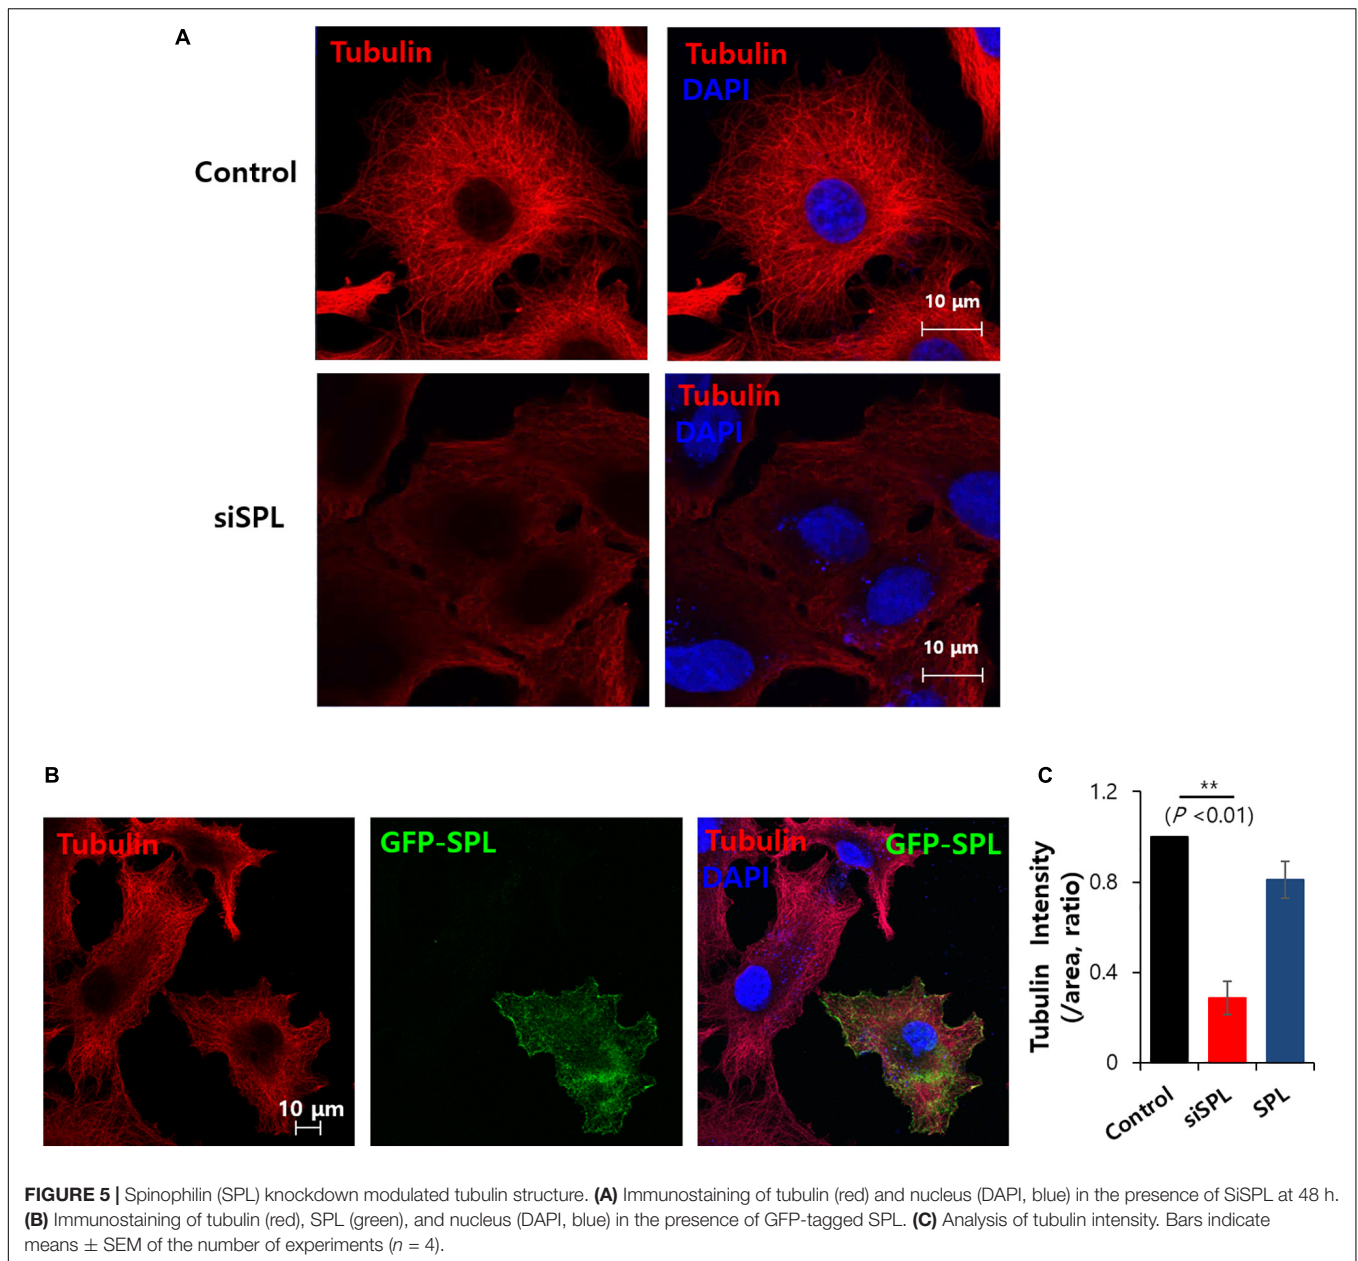 A
Tubulin
Tubulin
DAPI
Control
10 µm
Tubulin
DAPI
siSPL
10 µm
B
Tubulin
10 µm
GFP-SPL
Tubulin
DAPI
GFP-SPL
C
Tubulin Intensity
(/area, ratio)
1.2
0.8
0.4
0
**
(P <0.01)
Control
siSPL
SPL
FIGURE 5 | Spinophilin (SPL) knockdown modulated tubulin structure. (A) Immunostaining of tubulin (red) and nucleus (DAPI, blue) in the presence of SiSPL at 48 h.
(B) Immunostaining of tubulin (red), SPL (green), and nucleus (DAPI, blue) in the presence of GFP-tagged SPL. (C) Analysis of tubulin intensity. Bars indicate
means ± SEM of the number of experiments (n = 4).